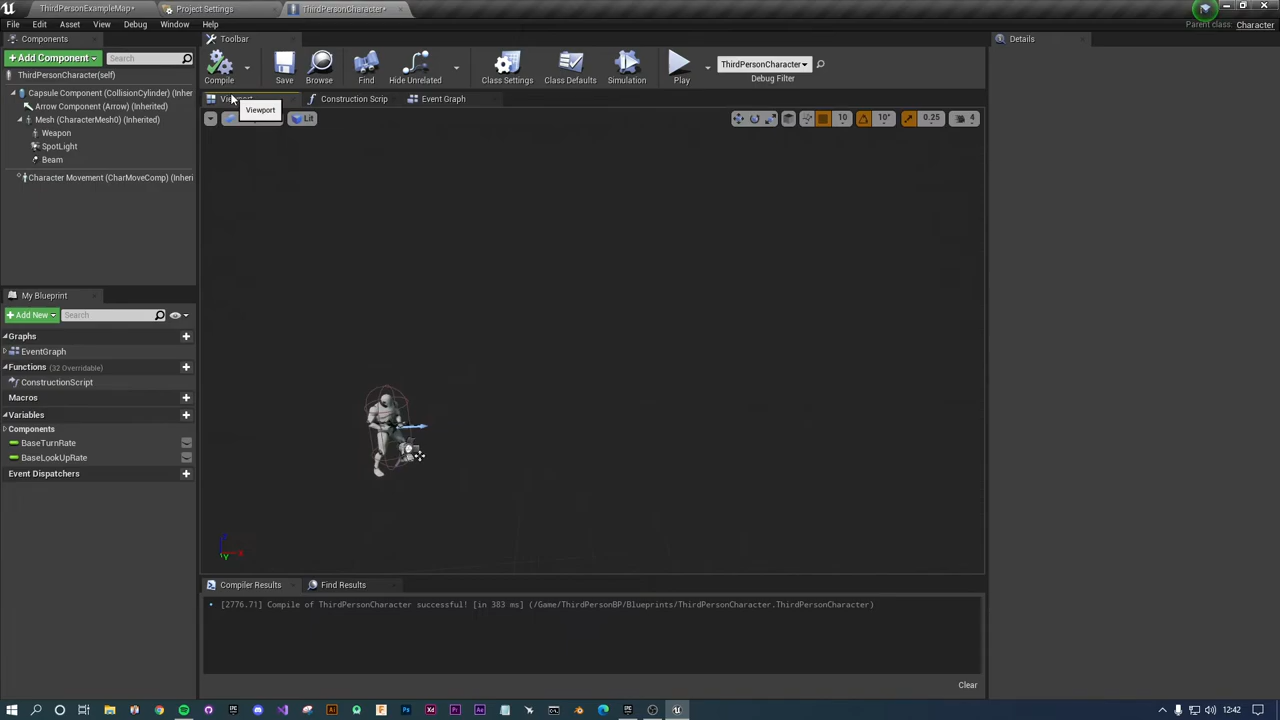 ThirdPersonExampleMap*
Project Settings
ThirdPersonCharacter*
File Edit Asset View Debug Window Help
Parent class: Character
Components
+Add Component
Search
ThirdPersonCharacter(self)
Capsule Component (CollisionCylinder) (Inher
Arrow Component (Arrow) (Inherited)
Mesh (CharacterMesh0) (Inherited)
Weapon
SpotLight
Beam
Character Movement (CharMoveComp) (Inheri
My Blueprint
+Add New
Search
Graphs
EventGraph
Functions (32 Overridable)
ConstructionScript
Macros
Variables
Components
BaseTurnRate
BaseLookUpRate
Event Dispatchers
Toolbar
Compile
Save
Browse
Find
Hide Unrelated
Class Settings
Class Defaults
Simulation
Play
ThirdPersonCharacter
Debug Filter
Construction Scrip
Event Graph
Viewport
Lit
10
10°
0.25
4
Compiler Results
Find Results
[2776.71] Compile of ThirdPersonCharacter successful! [in 383 ms] (/Game/ThirdPersonBP/Blueprints/ThirdPersonCharacter.ThirdPersonCharacter)
Clear
Details
12:42